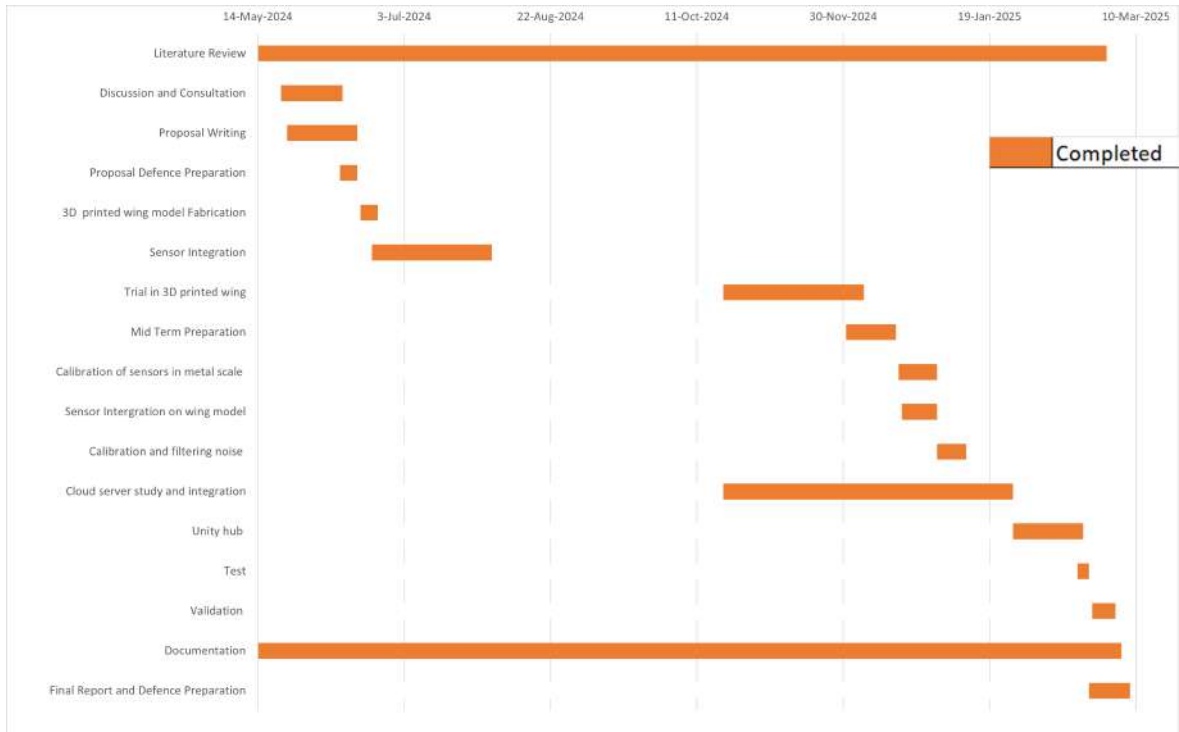 14-May-2024 3-Jul-2024 22-Aug-2024 11-Oct-2024 30-Nov-2024 19-Jan-2025 10-Mar-2025
Literature Review
Discussion and Consultation
Proposal Writing
Completed
Proposal Defence Preparation
3D printed wing model Fabrication
Sensor Integration
Trial in 3D printed wing
Mid Term Preparation
Calibration of sensors in metal scale
Sensor Intergration on wing model
Calibration and filtering noise
Cloud server study and integration
Unity hub
Test
Validation
Documentation
Final Report and Defence Preparation